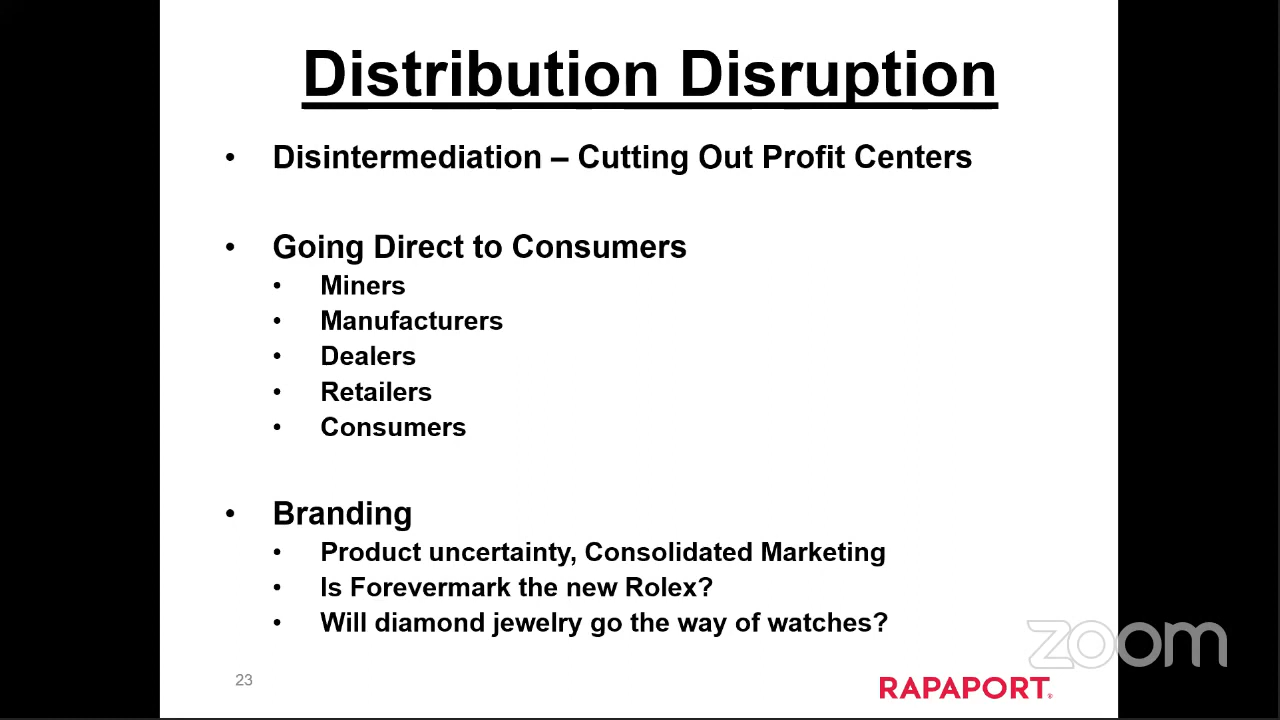 Distribution Disruption
• Disintermediation – Cutting Out Profit Centers
• Going Direct to Consumers
• Miners
• Manufacturers
• Dealers
• Retailers
• Consumers
• Branding
• Product uncertainty, Consolidated Marketing
• Is Forevermark the new Rolex?
• Will diamond jewelry go the way of watches?
zoom
23
RAPAPORT®